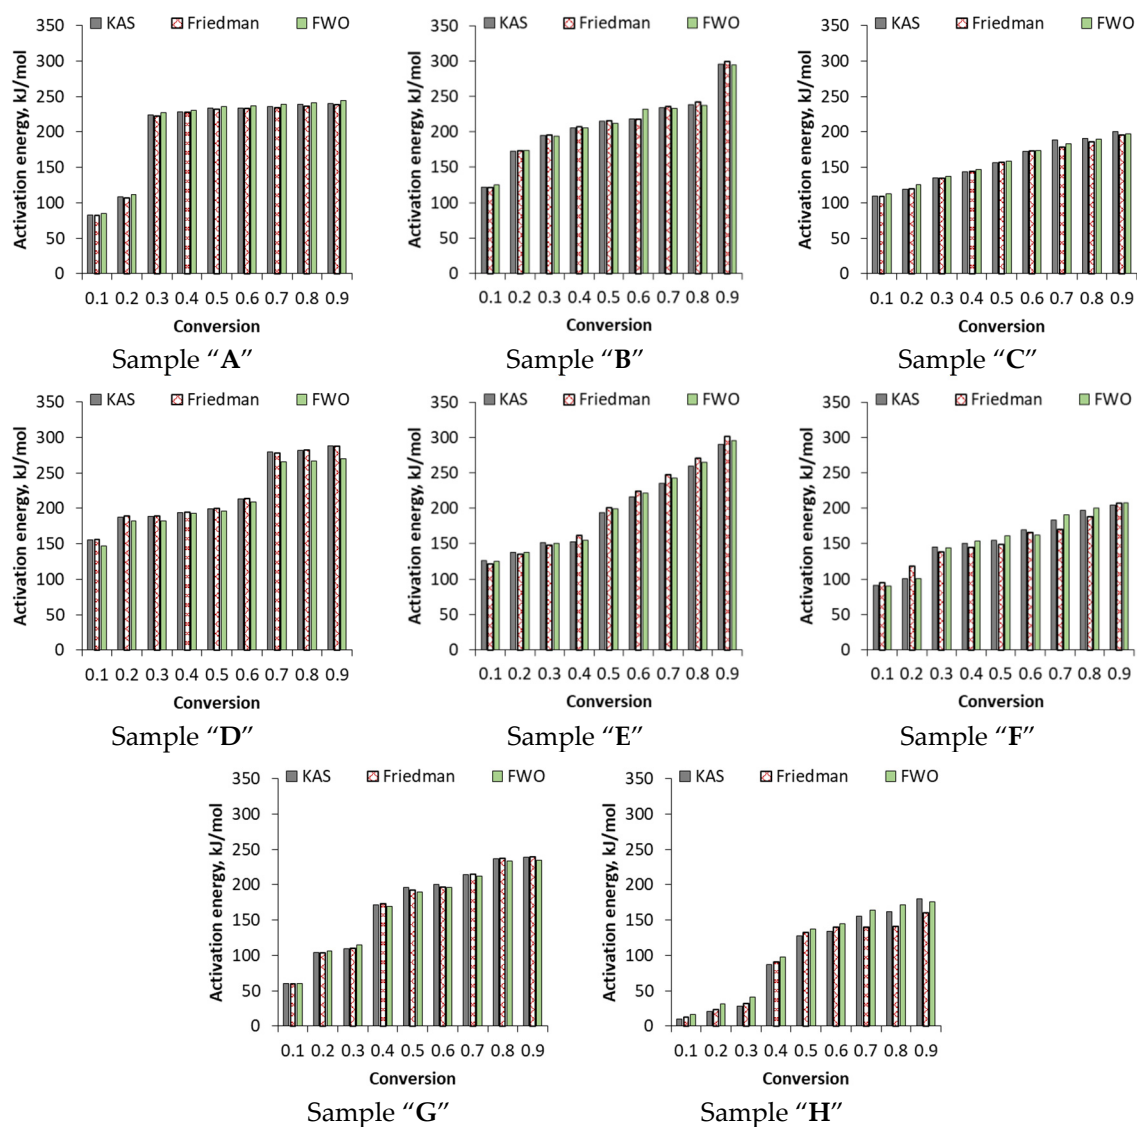 KAS Friedman FWO
Activation energy, kJ/mol
350
300
250
200
150
100
50
0
0.1 0.2 0.3 0.4 0.5 0.6 0.7 0.8 0.9
Conversion
Sample “A”
KAS Friedman FWO
Activation energy, kJ/mol
350
300
250
200
150
100
50
0
0.1 0.2 0.3 0.4 0.5 0.6 0.7 0.8 0.9
Conversion
Sample “B”
KAS Friedman FWO
Activation energy, kJ/mol
350
300
250
200
150
100
50
0
0.1 0.2 0.3 0.4 0.5 0.6 0.7 0.8 0.9
Conversion
Sample “C”
KAS Friedman FWO
Activation energy, kJ/mol
350
300
250
200
150
100
50
0
0.1 0.2 0.3 0.4 0.5 0.6 0.7 0.8 0.9
Conversion
Sample “D”
KAS Friedman FWO
Activation energy, kJ/mol
350
300
250
200
150
100
50
0
0.1 0.2 0.3 0.4 0.5 0.6 0.7 0.8 0.9
Conversion
Sample “E”
KAS Friedman FWO
Activation energy, kJ/mol
350
300
250
200
150
100
50
0
0.1 0.2 0.3 0.4 0.5 0.6 0.7 0.8 0.9
Conversion
Sample “F”
KAS Friedman FWO
Activation energy, kJ/mol
350
300
250
200
150
100
50
0
0.1 0.2 0.3 0.4 0.5 0.6 0.7 0.8 0.9
Conversion
Sample “G”
KAS Friedman FWO
Activation energy, kJ/mol
350
300
250
200
150
100
50
0
0.1 0.2 0.3 0.4 0.5 0.6 0.7 0.8 0.9
Conversion
Sample “H”